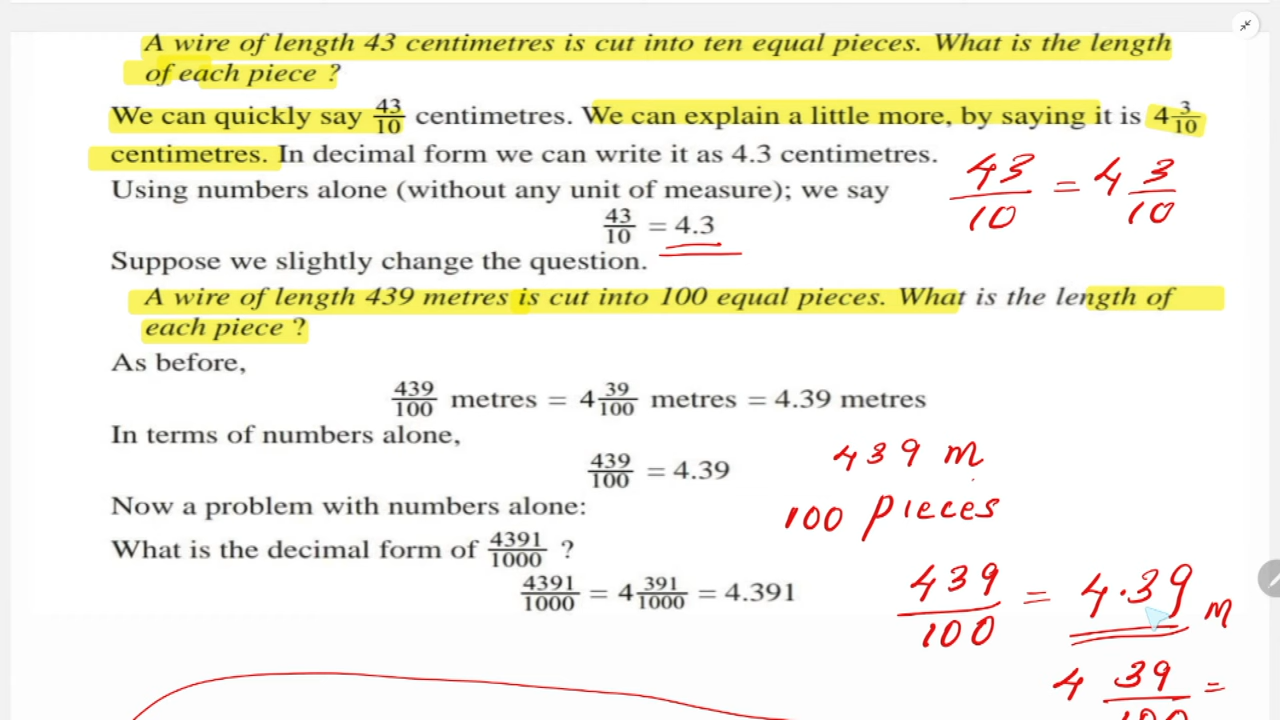 A wire of length 43 centimetres is cut into ten equal pieces. What is the length
of each piece ?
We can quickly say 43/10 centimetres. We can explain a little more, by saying it is 4 3/10
centimetres. In decimal form we can write it as 4.3 centimetres.
43/10 = 4 3/10
Using numbers alone (without any unit of measure); we say
43/10 = 4.3
Suppose we slightly change the question.
A wire of length 439 metres is cut into 100 equal pieces. What is the length of
each piece ?
As before,
439/100 metres = 4 39/100 metres = 4.39 metres
In terms of numbers alone,
439/100 = 4.39
439 m
100 pieces
Now a problem with numbers alone:
What is the decimal form of 4391/1000 ?
4391/1000 = 4 391/1000 = 4.391
439/100 = 4.39 m
4 39/100 =